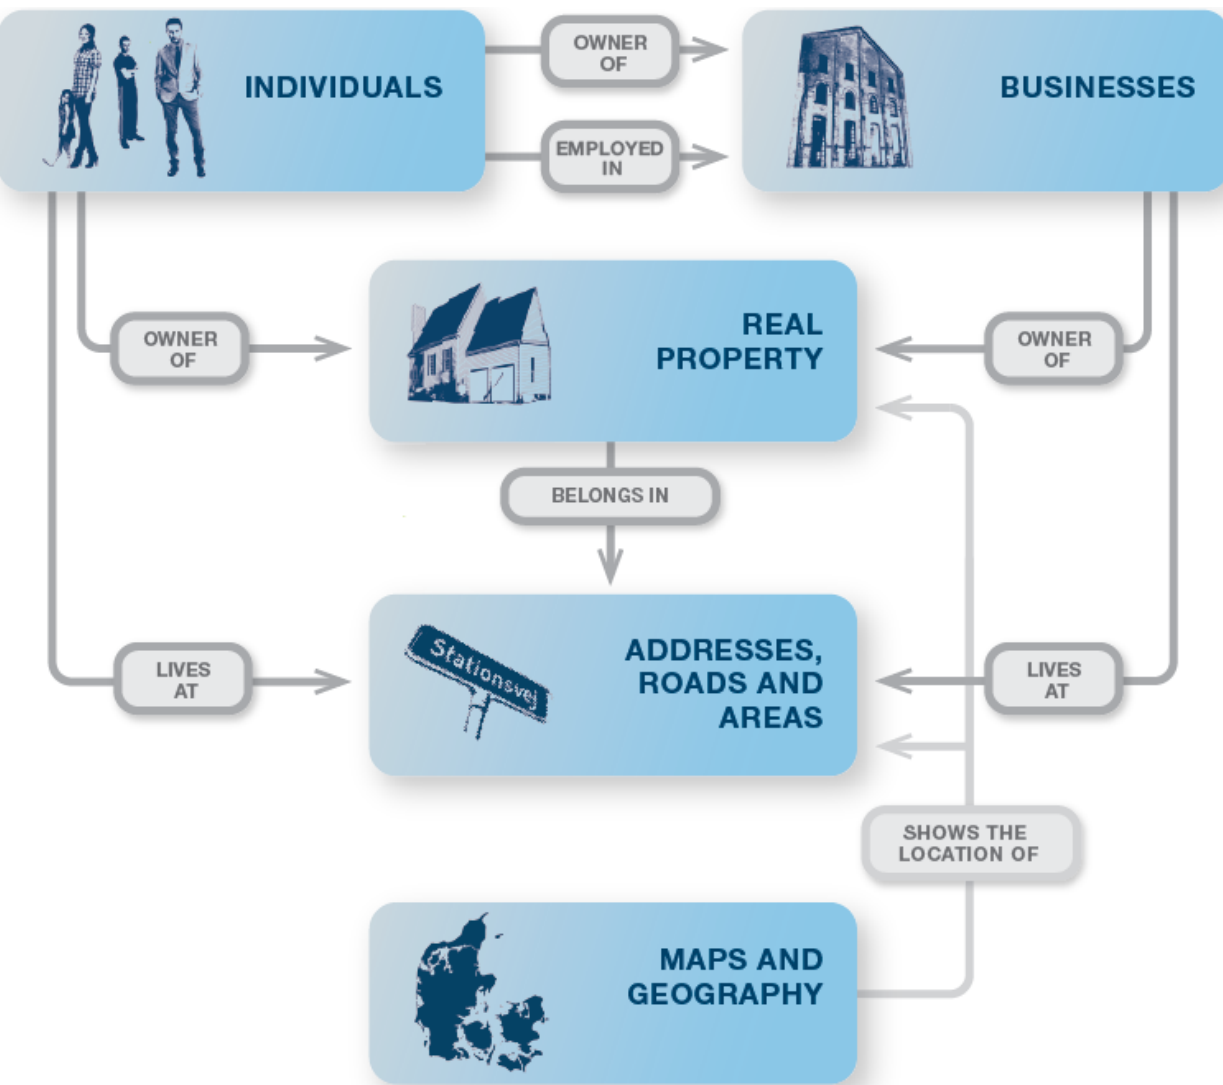 INDIVIDUALS
OWNER
OF
BUSINESSES
EMPLOYED
IN
OWNER
OF
REAL
PROPERTY
OWNER
OF
BELONGS IN
LIVES
AT
Stationsvej
ADDRESSES,
ROADS AND
AREAS
LIVES
AT
SHOWS THE
LOCATION OF
MAPS AND
GEOGRAPHY